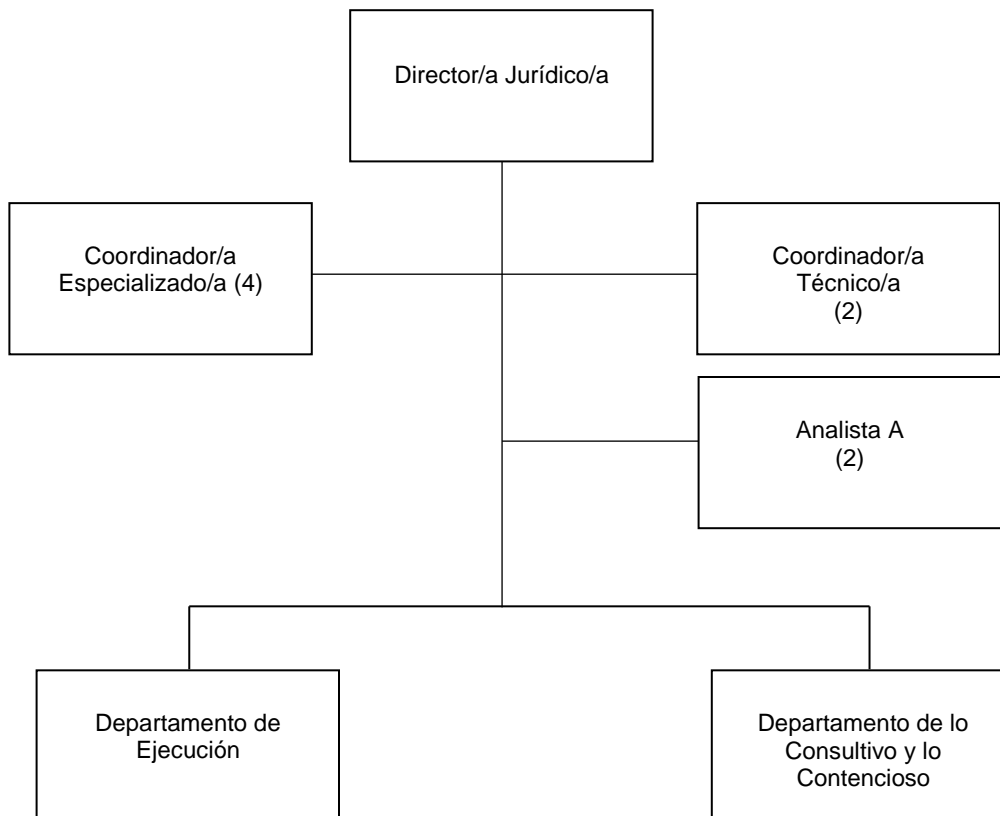 Director/a Jurídico/a
Coordinador/a
Especializado/a (4)
Coordinador/a
Técnico/a
(2)
Analista A
(2)
Departamento de
Ejecución
Departamento de lo
Consultivo y lo
Contencioso